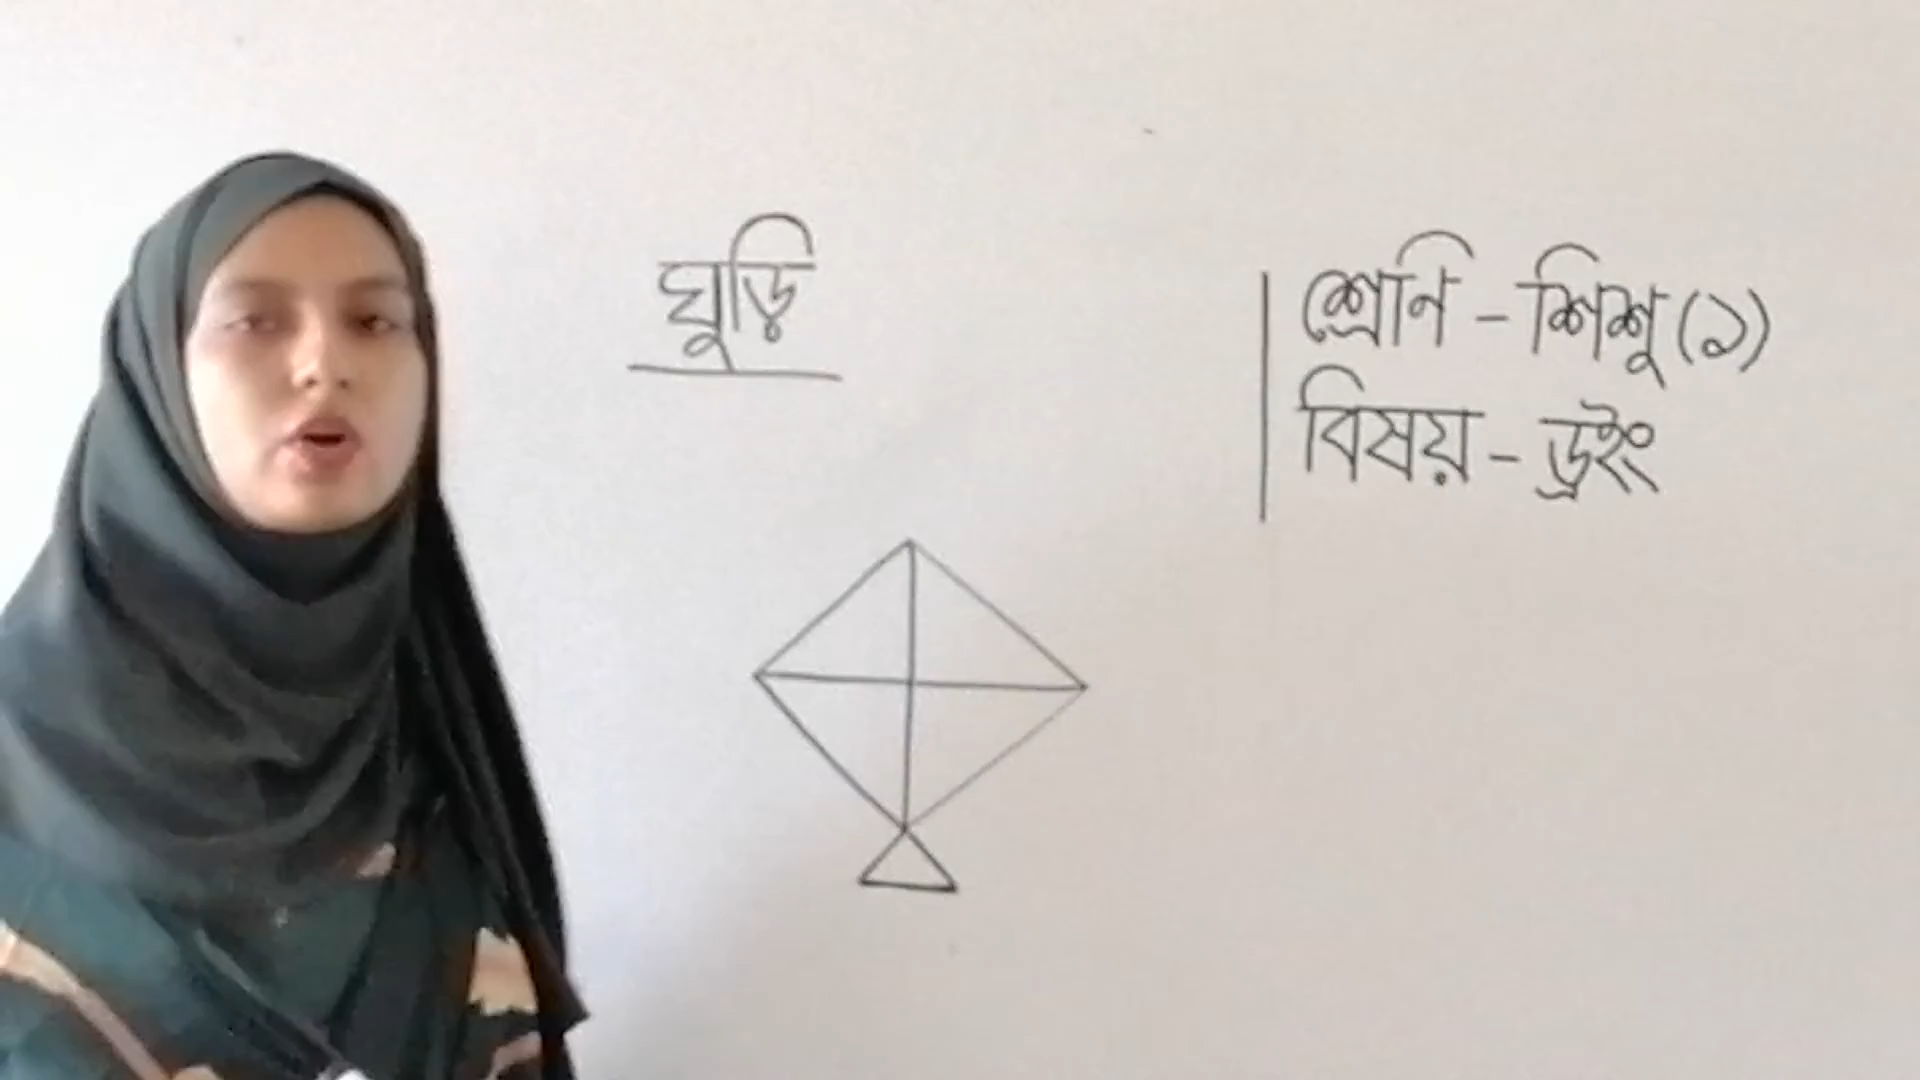 ঘুড়ি
শ্রেণি - শিশু (১)
বিষয় - ড্রইং